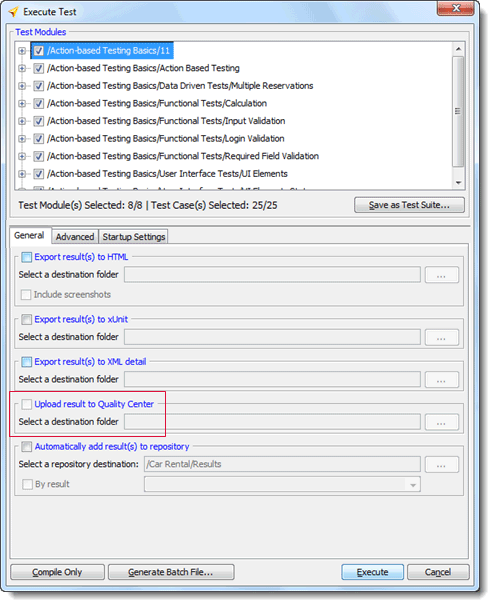 Execute Test
Test Modules
/Action-based Testing Basics/11
/Action-based Testing Basics/Action Based Testing
/Action-based Testing Basics/Data Driven Tests/Multiple Reservations
/Action-based Testing Basics/Functional Tests/Calculation
/Action-based Testing Basics/Functional Tests/Input Validation
/Action-based Testing Basics/Functional Tests/Login Validation
/Action-based Testing Basics/Functional Tests/Required Field Validation
/Action-based Testing Basics/User Interface Tests/UI Elements
Test Module(s) Selected: 8/8 | Test Case(s) Selected: 25/25 Save as Test Suite...
General Advanced Startup Settings
Export result(s) to HTML
Select a destination folder ...
Include screenshots
Export result(s) to xUnit
Select a destination folder ...
Export result(s) to XML detail
Select a destination folder ...
Upload result to Quality Center
Select a destination folder ...
Automatically add result(s) to repository
Select a repository destination: /Car Rental/Results ...
By result
Compile Only Generate Batch File... Execute Cancel